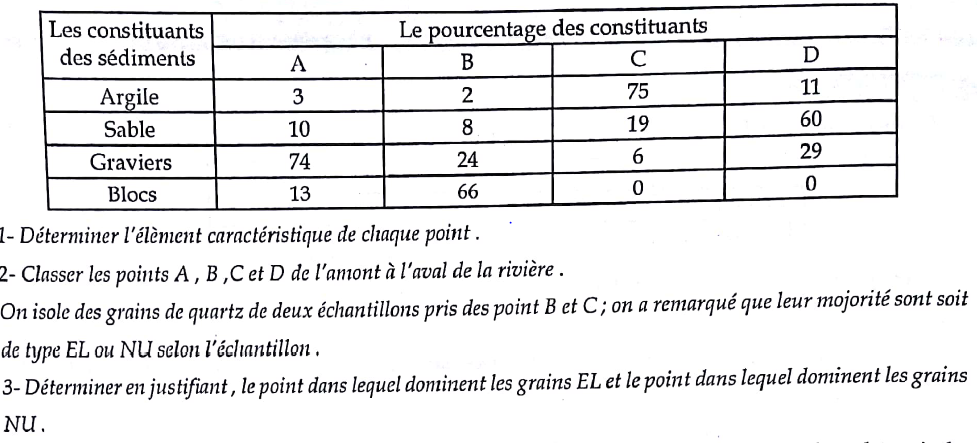 Les constituants des sédiments | Le pourcentage des constituants
A | B | C | D
Argile | 3 | 2 | 75 | 11
Sable | 10 | 8 | 19 | 60
Graviers | 74 | 24 | 6 | 29
Blocs | 13 | 66 | 0 | 0
1- Déterminer l'élèment caractéristique de chaque point .
2- Classer les points A , B ,C et D de l'amont à l'aval de la rivière .
On isole des grains de quartz de deux échantillons pris des point B et C ; on a remarqué que leur mojorité sont soit
de type EL ou NU selon l'échantillon .
3- Déterminer en justifiant , le point dans lequel dominent les grains EL et le point dans lequel dominent les grains
NU .